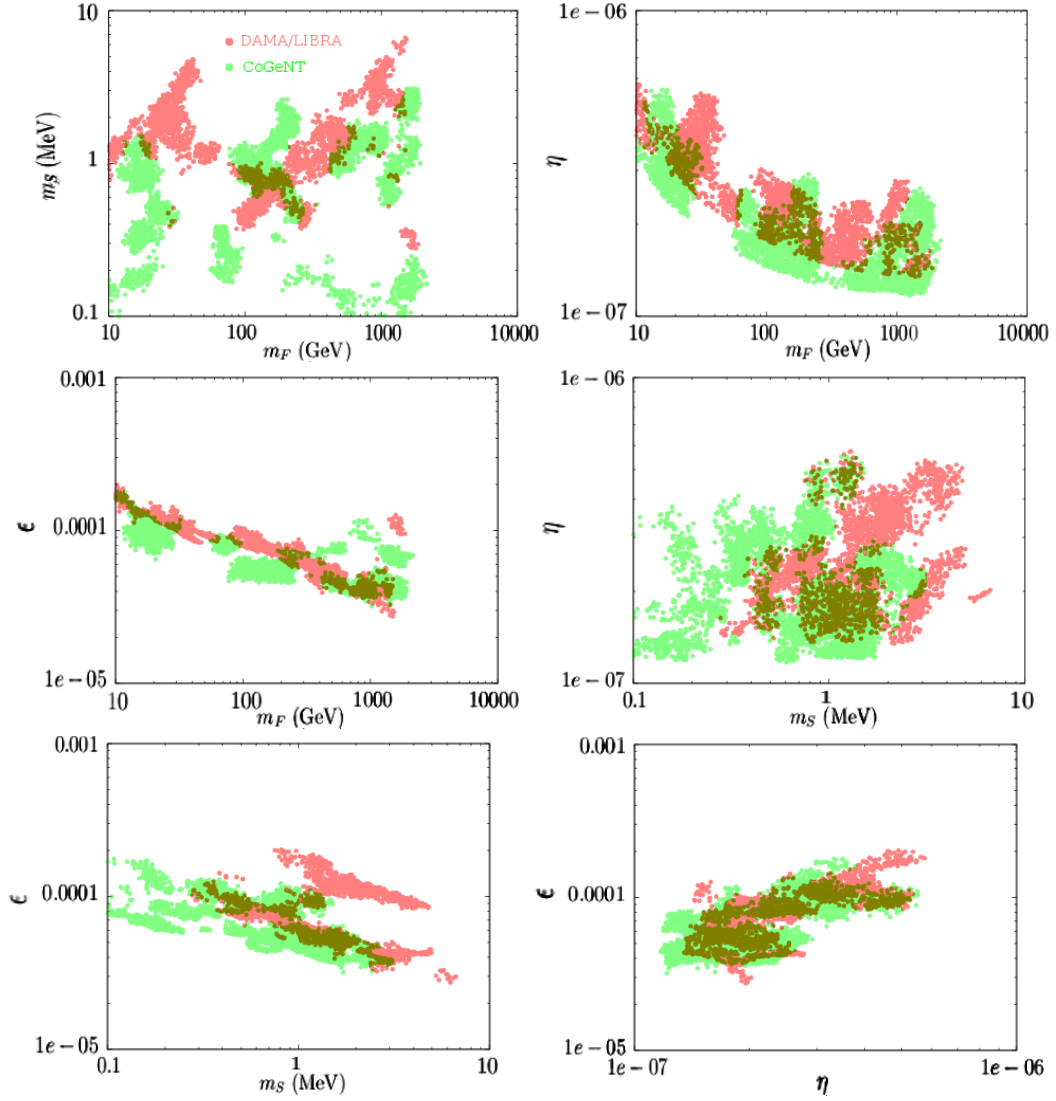 10
1
0.1
m_S (MeV)
DAMA/LIBRA
CoGeNT
10 100 1000 10000
m_F (GeV)
1e − 06
η
1e − 07
10 100 1000 10000
m_F (GeV)
0.001
ϵ
0.0001
1e − 05
10 100 1000 10000
m_F (GeV)
1e − 06
η
1e − 07
0.1 1 10
m_S (MeV)
0.001
ϵ
0.0001
1e − 05
0.1 1 10
m_S (MeV)
0.001
ϵ
0.0001
1e − 05
1e − 07 1e − 06
η